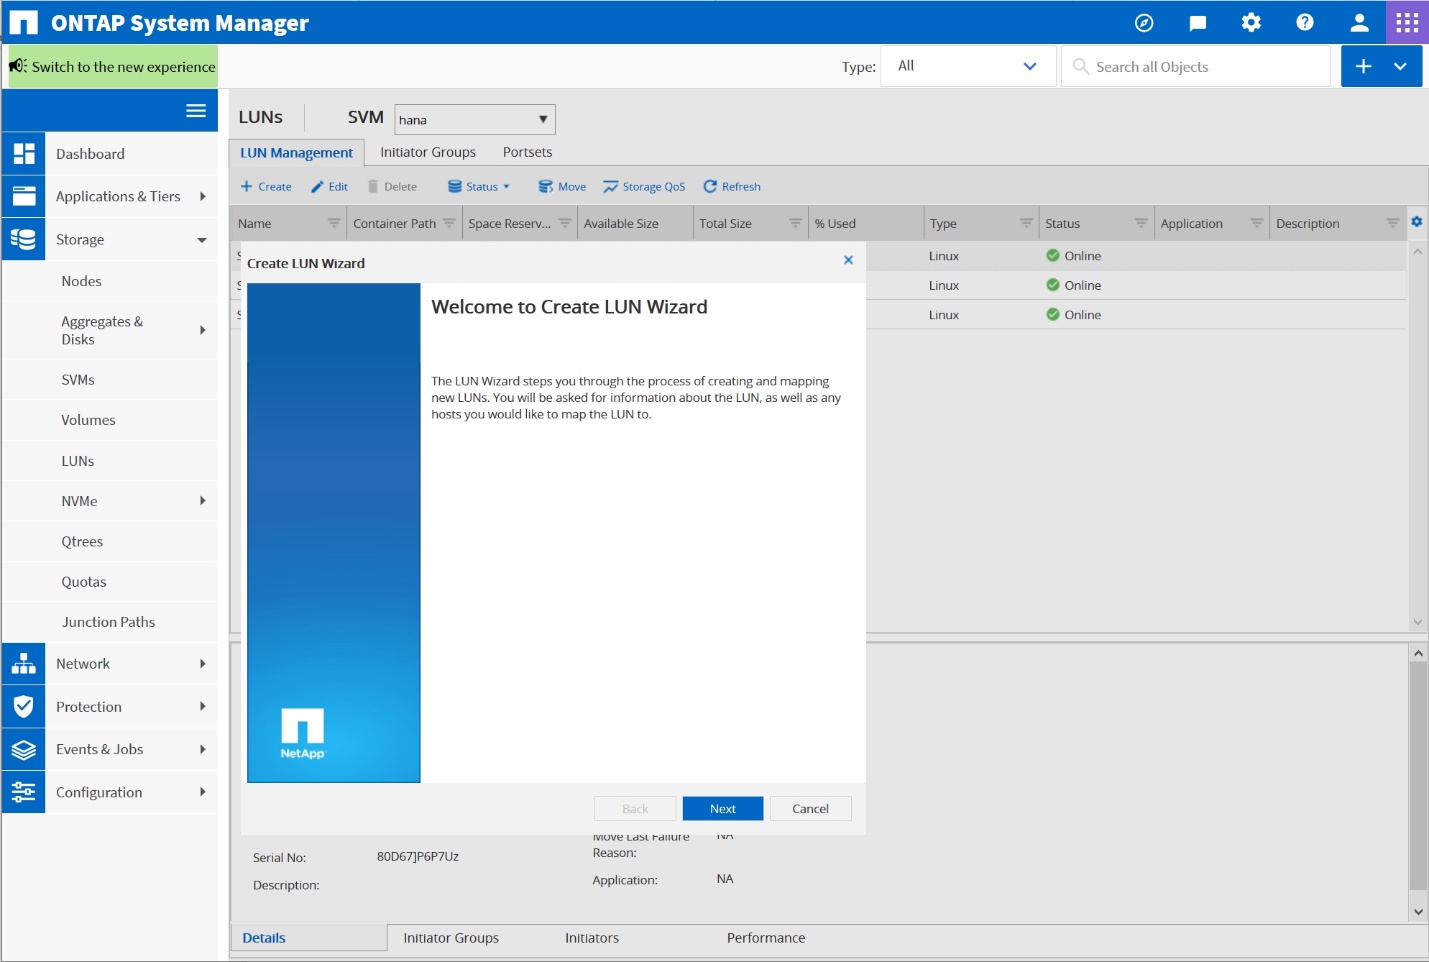 ONTAP System Manager
Switch to the new experience
Type: All
Search all Objects
LUNs SVM hana
Dashboard
Applications & Tiers
Storage
Nodes
Aggregates &
Disks
SVMs
Volumes
LUNs
NVMe
Qtrees
Quotas
Junction Paths
Network
Protection
Events & Jobs
Configuration
LUN Management Initiator Groups Portsets
Create Edit Delete Status Move Storage QoS Refresh
Name Container Path Space Reserv... Available Size Total Size % Used Type Status Application Description
Linux Online
Linux Online
Linux Online
Create LUN Wizard
Welcome to Create LUN Wizard
The LUN Wizard steps you through the process of creating and mapping
new LUNs. You will be asked for information about the LUN, as well as any
hosts you would like to map the LUN to.
NetApp
Back Next Cancel
Move Last Failure NA
Reason:
Serial No: 80D67]P6P7Uz
Application: NA
Description:
Details Initiator Groups Initiators Performance